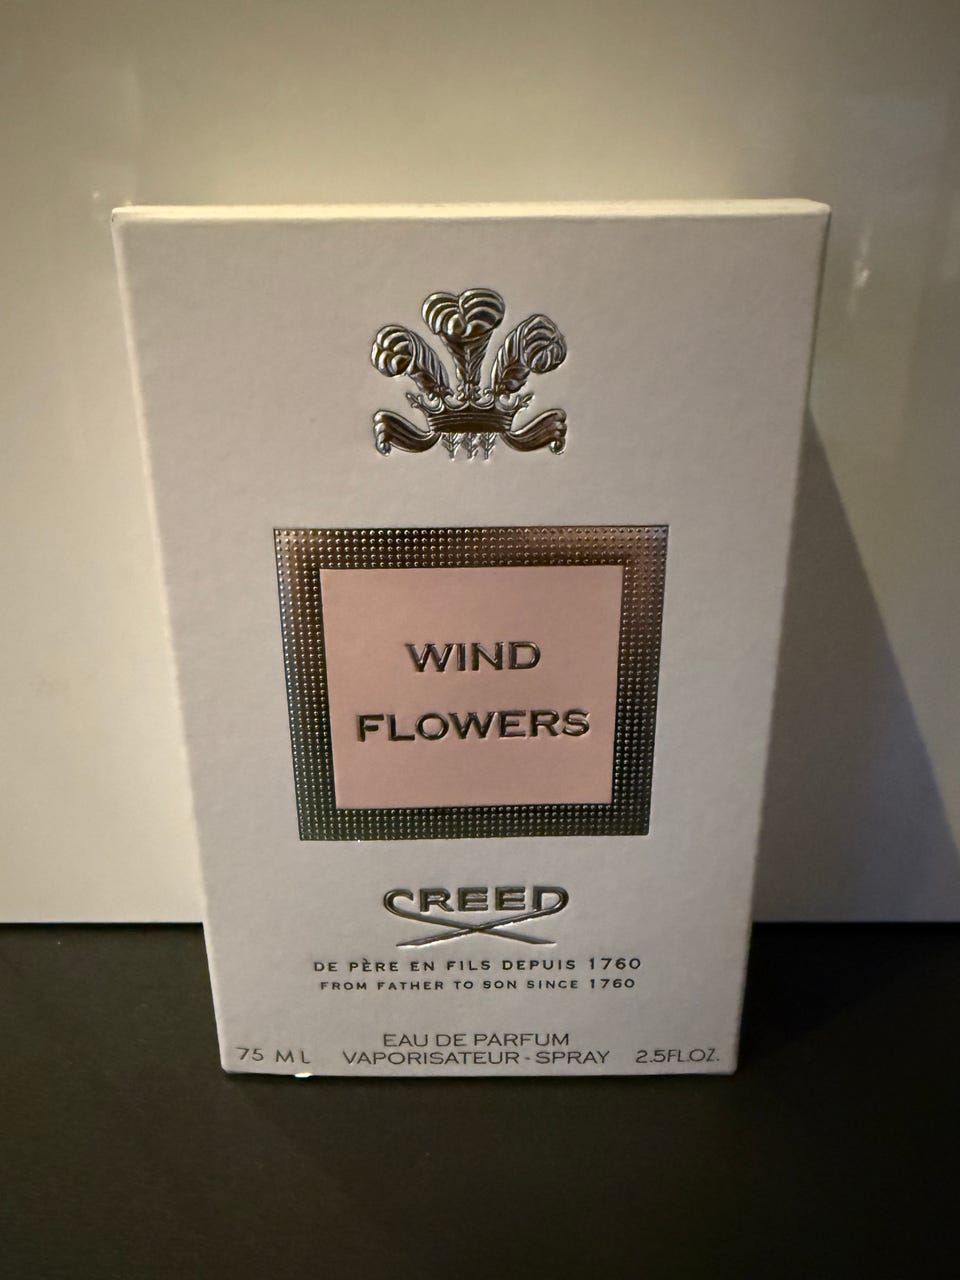 WIND
FLOWERS
CREED
DE PÈRE EN FILS DEPUIS 1760
FROM FATHER TO SON SINCE 1760
EAU DE PARFUM
75 ML VAPORISATEUR - SPRAY 2.5FL.OZ.